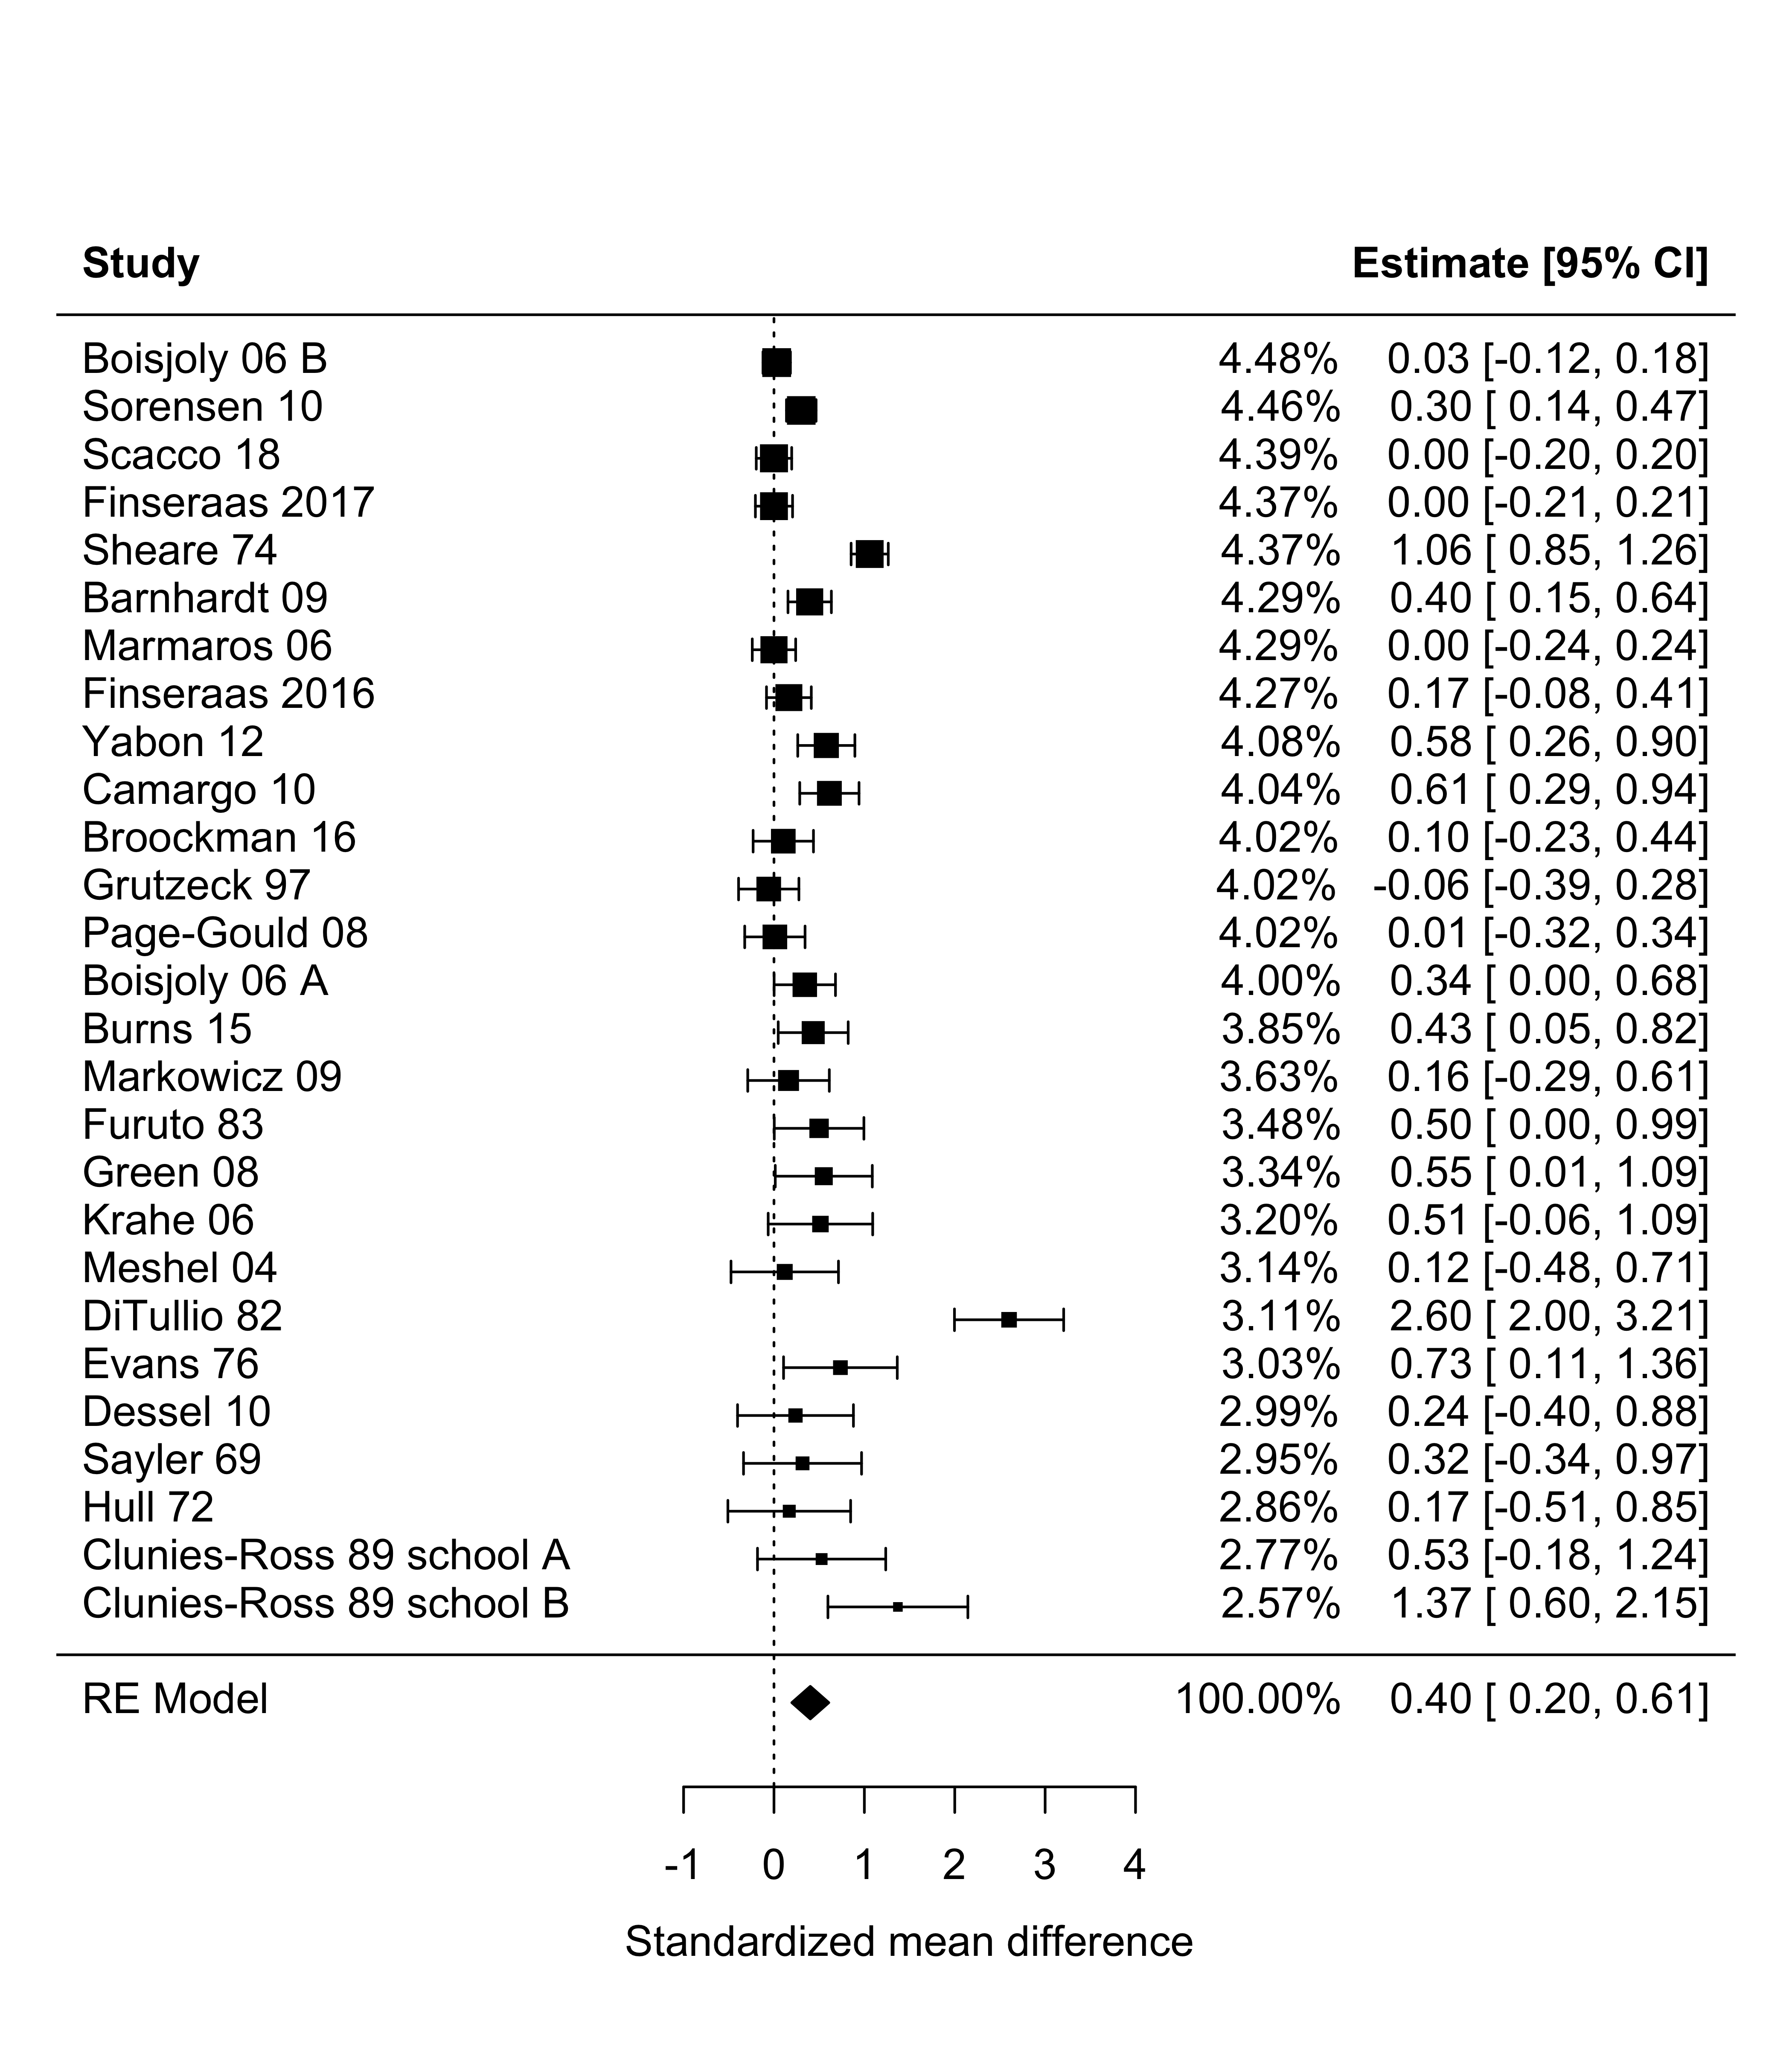 Study Estimate [95% CI]
Boisjoly 06 B 4.48% 0.03 [-0.12, 0.18]
Sorensen 10 4.46% 0.30 [ 0.14, 0.47]
Scacco 18 4.39% 0.00 [-0.20, 0.20]
Finseraas 2017 4.37% 0.00 [-0.21, 0.21]
Sheare 74 4.37% 1.06 [ 0.85, 1.26]
Barnhardt 09 4.29% 0.40 [ 0.15, 0.64]
Marmaros 06 4.29% 0.00 [-0.24, 0.24]
Finseraas 2016 4.27% 0.17 [-0.08, 0.41]
Yabon 12 4.08% 0.58 [ 0.26, 0.90]
Camargo 10 4.04% 0.61 [ 0.29, 0.94]
Broockman 16 4.02% 0.10 [-0.23, 0.44]
Grutzeck 97 4.02% -0.06 [-0.39, 0.28]
Page-Gould 08 4.02% 0.01 [-0.32, 0.34]
Boisjoly 06 A 4.00% 0.34 [ 0.00, 0.68]
Burns 15 3.85% 0.43 [ 0.05, 0.82]
Markowicz 09 3.63% 0.16 [-0.29, 0.61]
Furuto 83 3.48% 0.50 [ 0.00, 0.99]
Green 08 3.34% 0.55 [ 0.01, 1.09]
Krahe 06 3.20% 0.51 [-0.06, 1.09]
Meshel 04 3.14% 0.12 [-0.48, 0.71]
DiTullio 82 3.11% 2.60 [ 2.00, 3.21]
Evans 76 3.03% 0.73 [ 0.11, 1.36]
Dessel 10 2.99% 0.24 [-0.40, 0.88]
Sayler 69 2.95% 0.32 [-0.34, 0.97]
Hull 72 2.86% 0.17 [-0.51, 0.85]
Clunies-Ross 89 school A 2.77% 0.53 [-0.18, 1.24]
Clunies-Ross 89 school B 2.57% 1.37 [ 0.60, 2.15]
RE Model 100.00% 0.40 [ 0.20, 0.61]
-1 0 1 2 3 4
Standardized mean difference